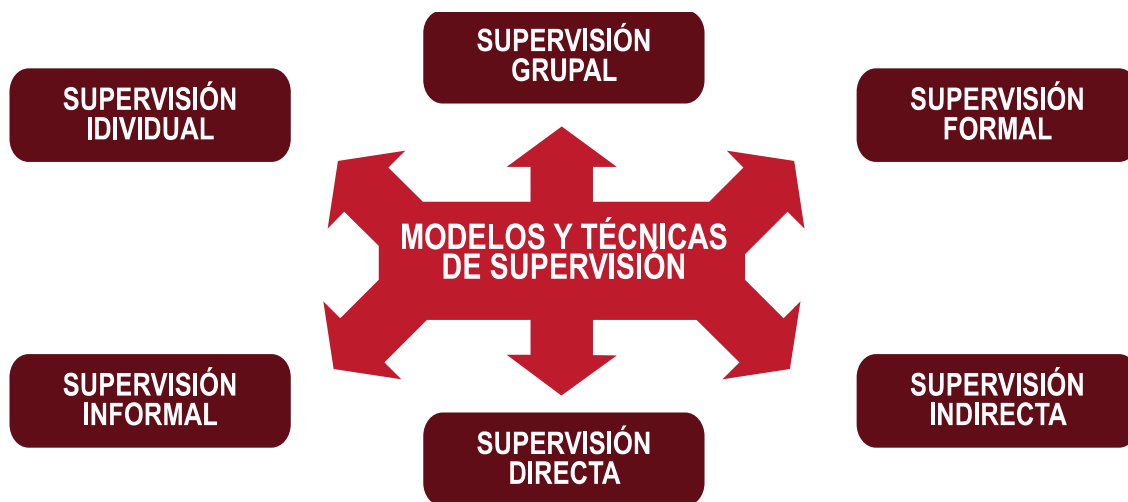 SUPERVISIÓN
IDIVIDUAL
SUPERVISIÓN
GRUPAL
SUPERVISIÓN
FORMAL
MODELOS Y TÉCNICAS
DE SUPERVISIÓN
SUPERVISIÓN
INFORMAL
SUPERVISIÓN
DIRECTA
SUPERVISIÓN
INDIRECTA